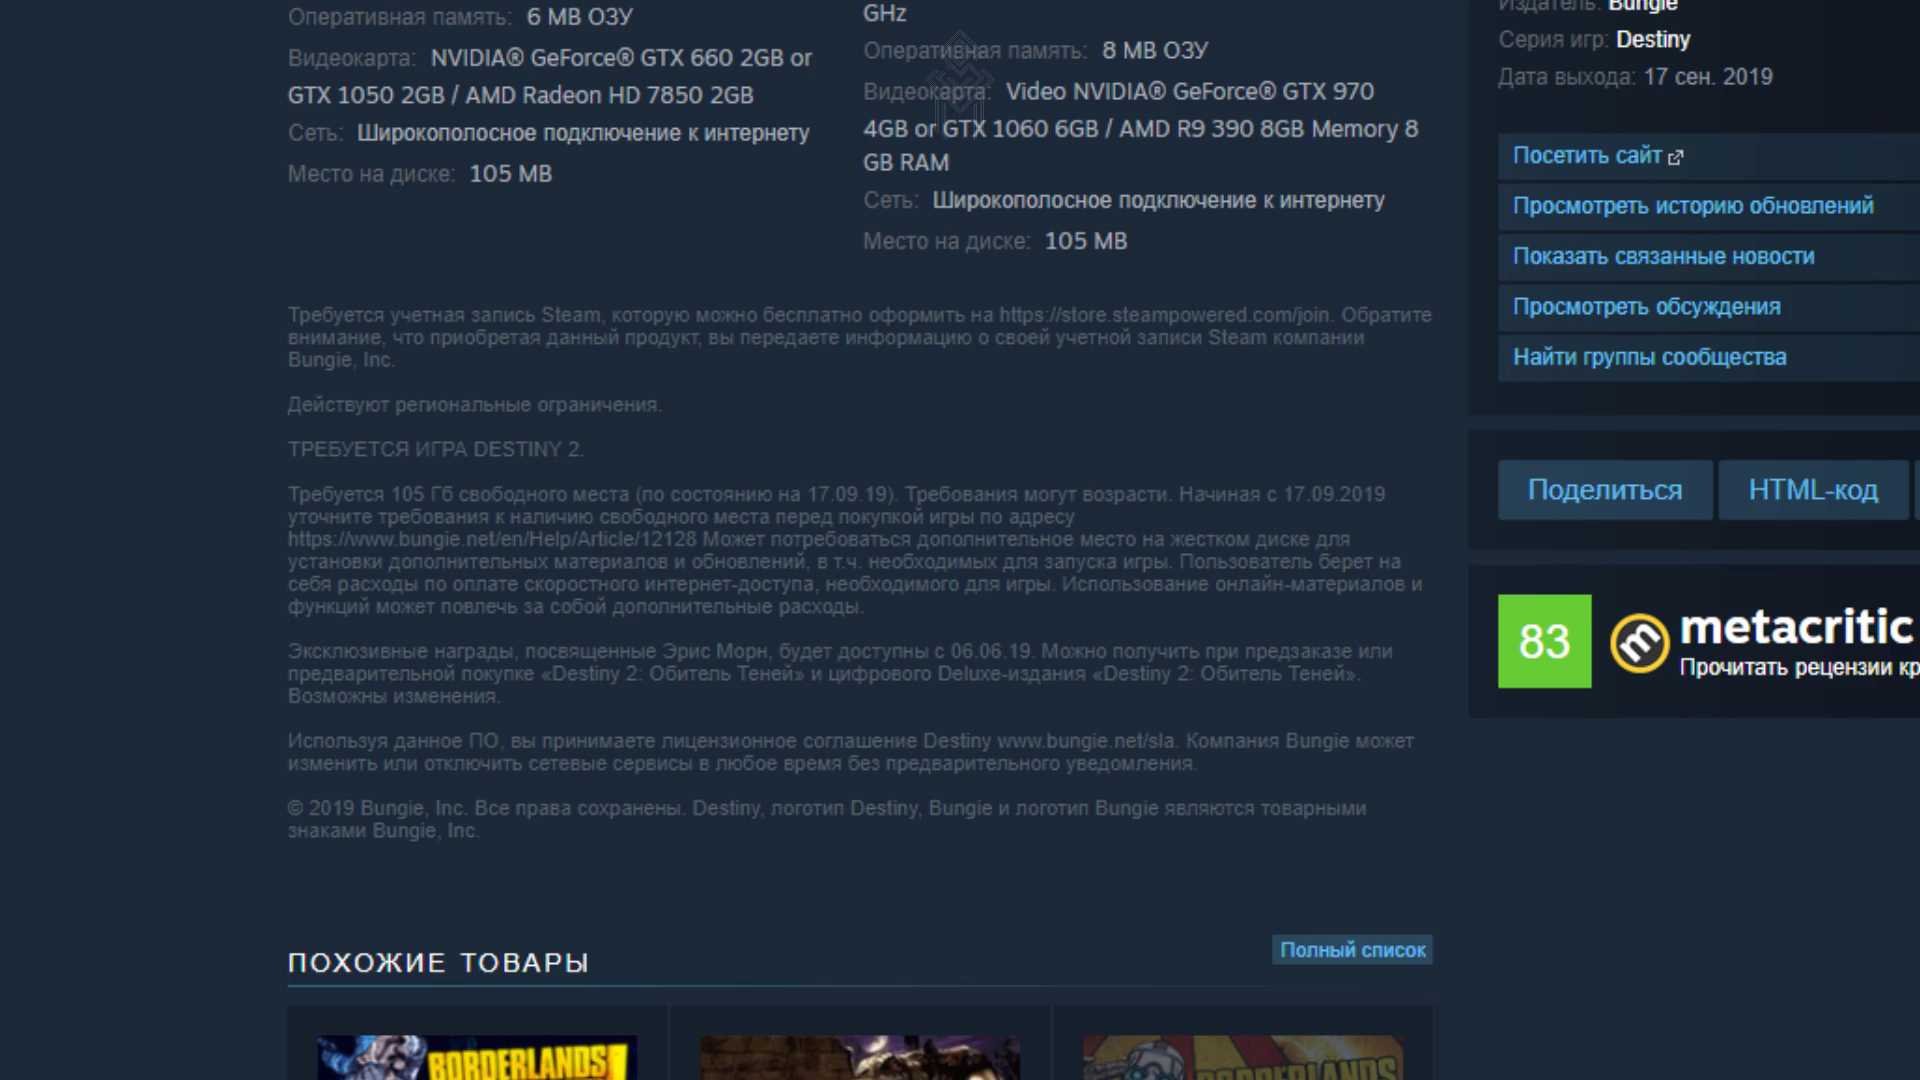 Оперативная память: 6 MB ОЗУ
Видеокарта: NVIDIA® GeForce® GTX 660 2GB or
GTX 1050 2GB / AMD Radeon HD 7850 2GB
Сеть: Широкополосное подключение к интернету
Место на диске: 105 MB
GHz
Оперативная память: 8 MB ОЗУ
Видеокарта: Video NVIDIA® GeForce® GTX 970
4GB or GTX 1060 6GB / AMD R9 390 8GB Memory 8
GB RAM
Сеть: Широкополосное подключение к интернету
Место на диске: 105 MB
Требуется учетная запись Steam, которую можно бесплатно оформить на https://store.steampowered.com/join. Обратите
внимание, что приобретая данный продукт, вы передаете информацию о своей учетной записи Steam компании
Bungie, Inc.
Действуют региональные ограничения.
ТРЕБУЕТСЯ ИГРА DESTINY 2.
Требуется 105 Гб свободного места (по состоянию на 17.09.19). Требования могут возрасти. Начиная с 17.09.2019
уточните требования к наличию свободного места перед покупкой игры по адресу
https://www.bungie.net/en/Help/Article/12128 Может потребоваться дополнительное место на жестком диске для
установки дополнительных материалов и обновлений, в т.ч. необходимых для запуска игры. Пользователь берет на
себя расходы по оплате скоростного интернет-доступа, необходимого для игры. Использование онлайн-материалов и
функций может повлечь за собой дополнительные расходы.
Эксклюзивные награды, посвященные Эрис Морн, будет доступны с 06.06.19. Можно получить при предзаказе или
предварительной покупке «Destiny 2: Обитель Теней» и цифрового Deluxe-издания «Destiny 2: Обитель Теней».
Возможны изменения.
Используя данное ПО, вы принимаете лицензионное соглашение Destiny www.bungie.net/sla. Компания Bungie может
изменить или отключить сетевые сервисы в любое время без предварительного уведомления.
© 2019 Bungie, Inc. Все права сохранены. Destiny, логотип Destiny, Bungie и логотип Bungie являются товарными
знаками Bungie, Inc.
ПОХОЖИЕ ТОВАРЫ
Полный список
BORDERLANDS
BORDERLANDS
Издатель: Bungie
Серия игр: Destiny
Дата выхода: 17 сен. 2019
Посетить сайт
Просмотреть историю обновлений
Показать связанные новости
Просмотреть обсуждения
Найти группы сообщества
Поделиться
HTML-код
83
metacritic
Прочитать рецензии кр